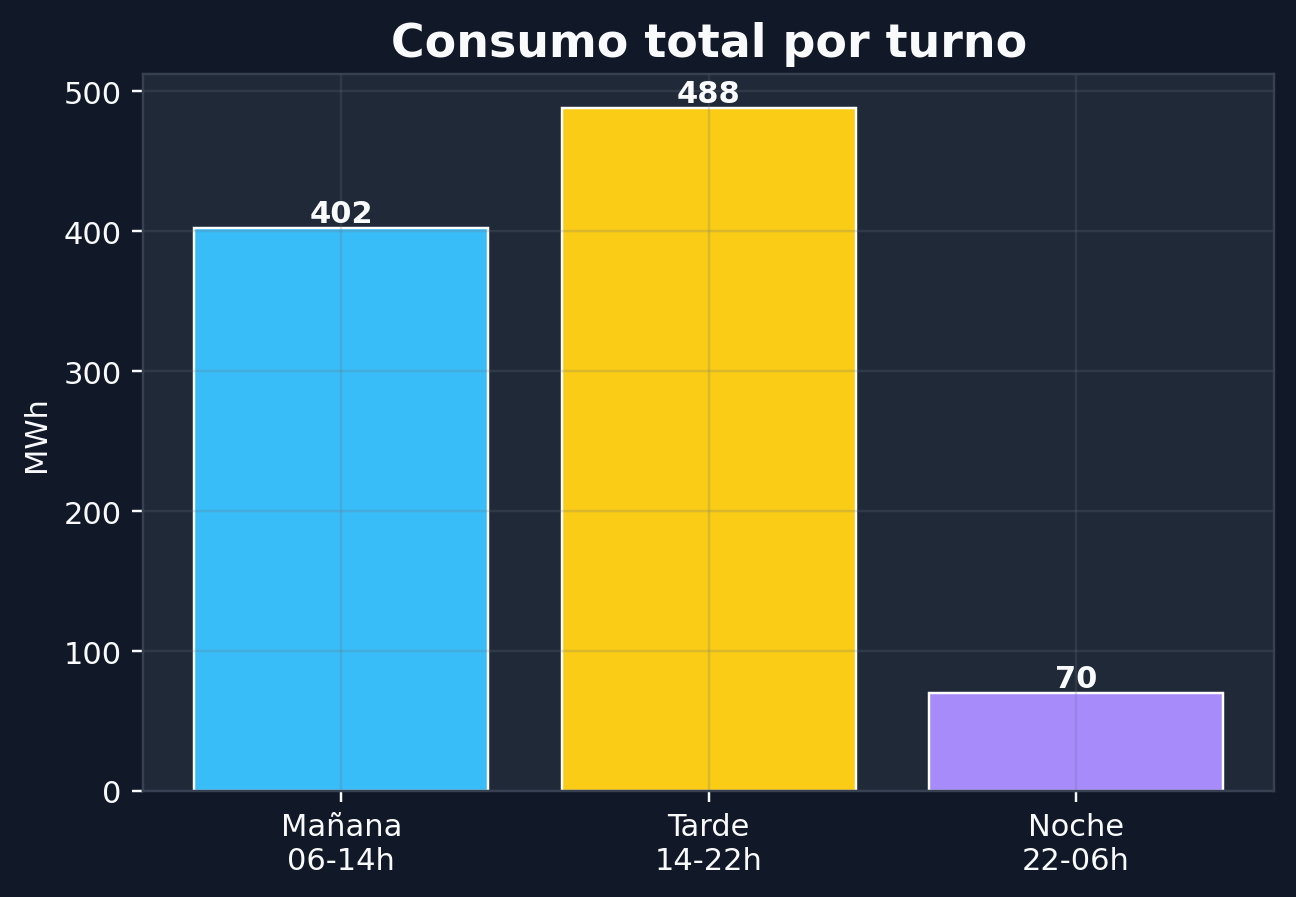 Consumo total por turno
MWh
500
400
300
200
100
0
402
488
70
Mañana
06-14h
Tarde
14-22h
Noche
22-06h